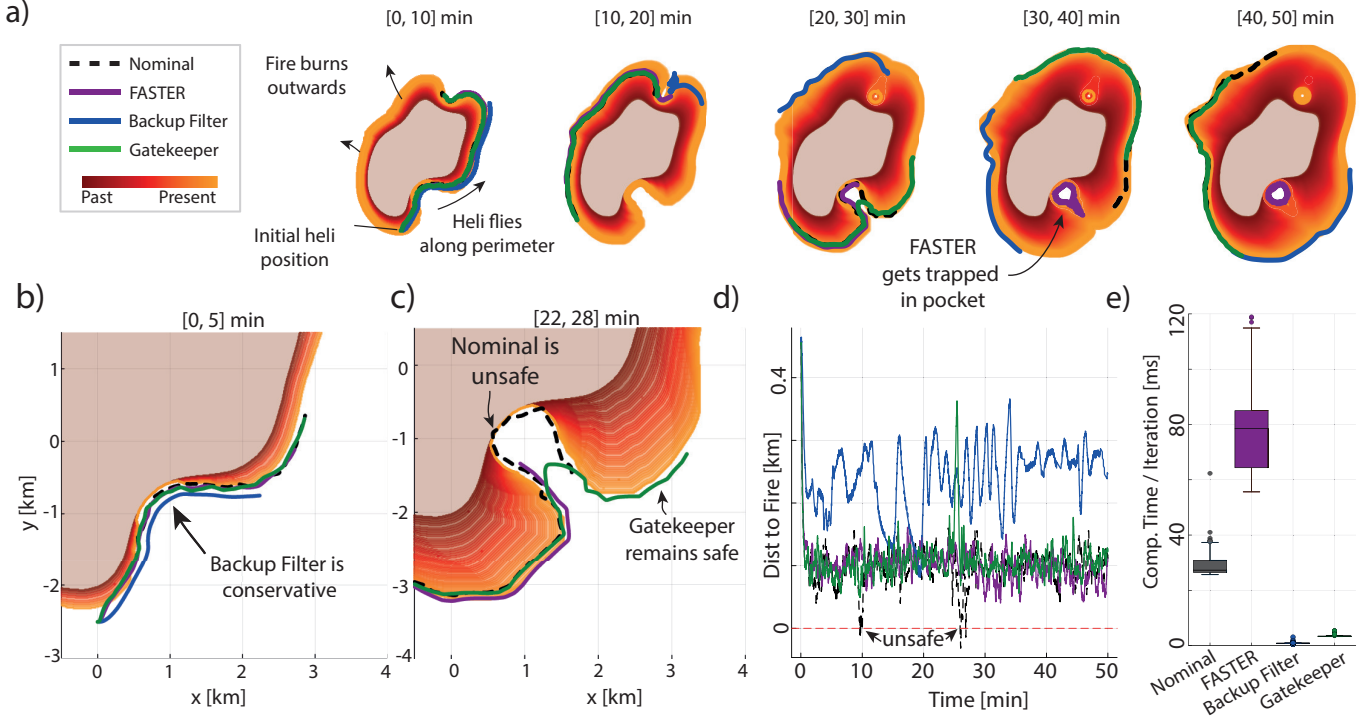 a)
[0, 10] min
[10, 20] min
[20, 30] min
[30, 40] min
[40, 50] min
Nominal
FASTER
Backup Filter
Gatekeeper
Past
Present
Fire burns
outwards
Initial heli
position
Heli flies
along perimeter
FASTER
gets trapped
in pocket
b)
[0, 5] min
y [km]
1
0
-1
-2
-3
0
1
2
3
4
x [km]
Backup Filter is
conservative
c)
[22, 28] min
0
-1
-2
-3
-4
0
1
2
3
4
x [km]
Nominal is
unsafe
Gatekeeper
remains safe
d)
Dist to Fire [km]
0.4
0
unsafe
0
10
20
30
40
50
Time [min]
e)
Comp. Time / Iteration [ms]
120
80
40
0
Nominal
FASTER
Backup Filter
Gatekeeper